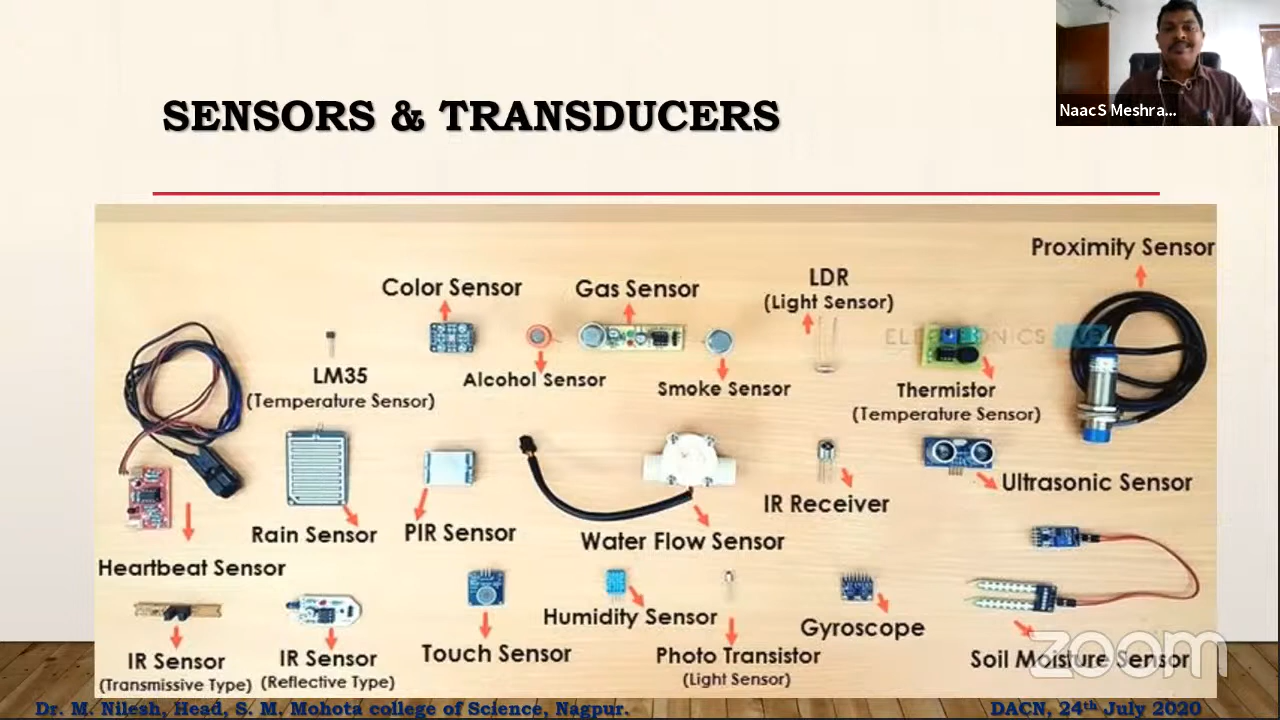 NaacS Meshra...
SENSORS & TRANSDUCERS
Proximity Sensor
Color Sensor
Gas Sensor
LDR
(Light Sensor)
ELECTRONICS HUB
LM35
(Temperature Sensor)
Alcohol Sensor
Smoke Sensor
Thermistor
(Temperature Sensor)
Rain Sensor
PIR Sensor
Water Flow Sensor
IR Receiver
Ultrasonic Sensor
Heartbeat Sensor
Humidity Sensor
Gyroscope
IR Sensor
(Transmissive Type)
IR Sensor
(Reflective Type)
Touch Sensor
Photo Transistor
(Light Sensor)
Soil Moisture Sensor
zoom
Dr. M. Nilesh, Head, S. M. Mohota college of Science, Nagpur.
DACN, 24th July 2020